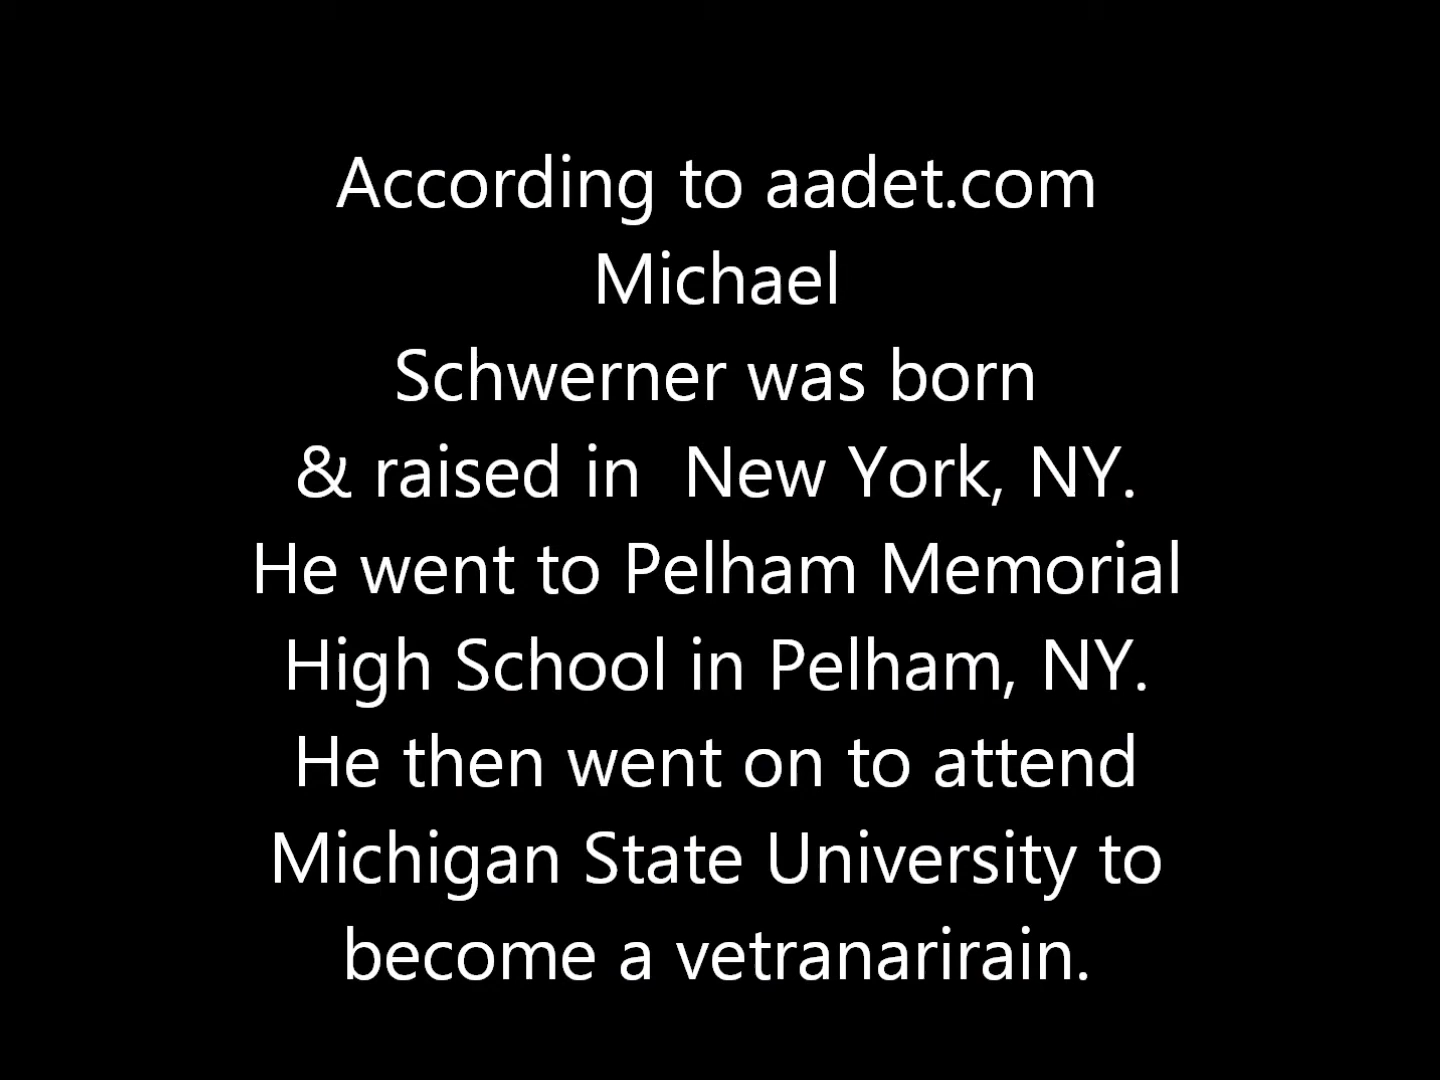 According to aadet.com
Michael
Schwerner was born
& raised in  New York, NY.
He went to Pelham Memorial
High School in Pelham, NY.
He then went on to attend
Michigan State University to
become a vetranarirain.